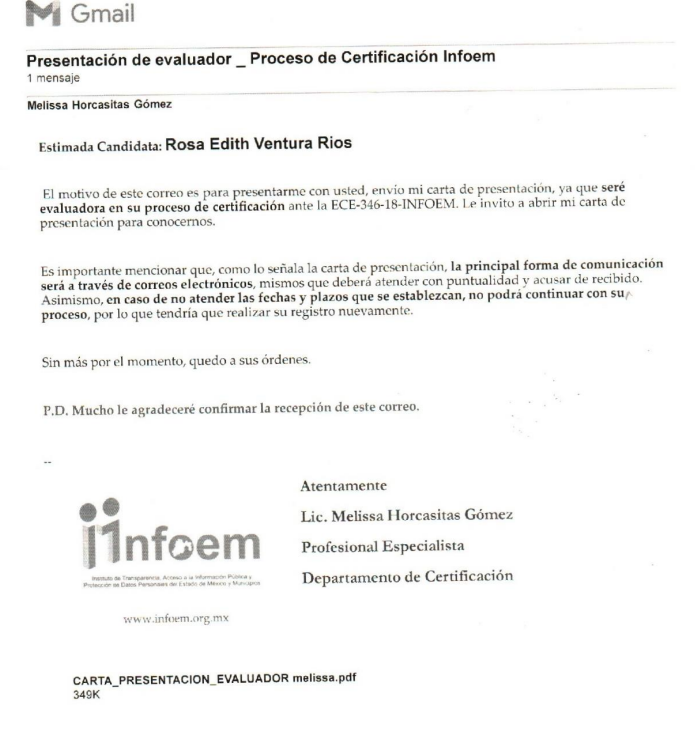 Gmail
Presentación de evaluador _ Proceso de Certificación Infoem
1 mensaje
Melissa Horcasitas Gómez
Estimada Candidata: Rosa Edith Ventura Rios
El motivo de este correo es para presentarme con usted, envío mi carta de presentación, ya que seré
evaluadora en su proceso de certificación ante la ECE-346-18-INFOEM. Le invito a abrir mi carta de
presentación para conocernos.
Es importante mencionar que, como lo señala la carta de presentación, la principal forma de comunicación
será a través de correos electrónicos, mismos que deberá atender con puntualidad y acusar de recibido.
Asimismo, en caso de no atender las fechas y plazos que se establezcan, no podrá continuar con su
proceso, por lo que tendría que realizar su registro nuevamente.
Sin más por el momento, quedo a sus órdenes.
P.D. Mucho le agradeceré confirmar la recepción de este correo.
--
Atentamente
Lic. Melissa Horcasitas Gómez
Profesional Especialista
Departamento de Certificación
infoem
Instituto de Transparencia, Acceso a la Información Pública y
Protección de Datos Personales del Estado de México y Municipios
www.infoem.org.mx
CARTA_PRESENTACION_EVALUADOR melissa.pdf
349K